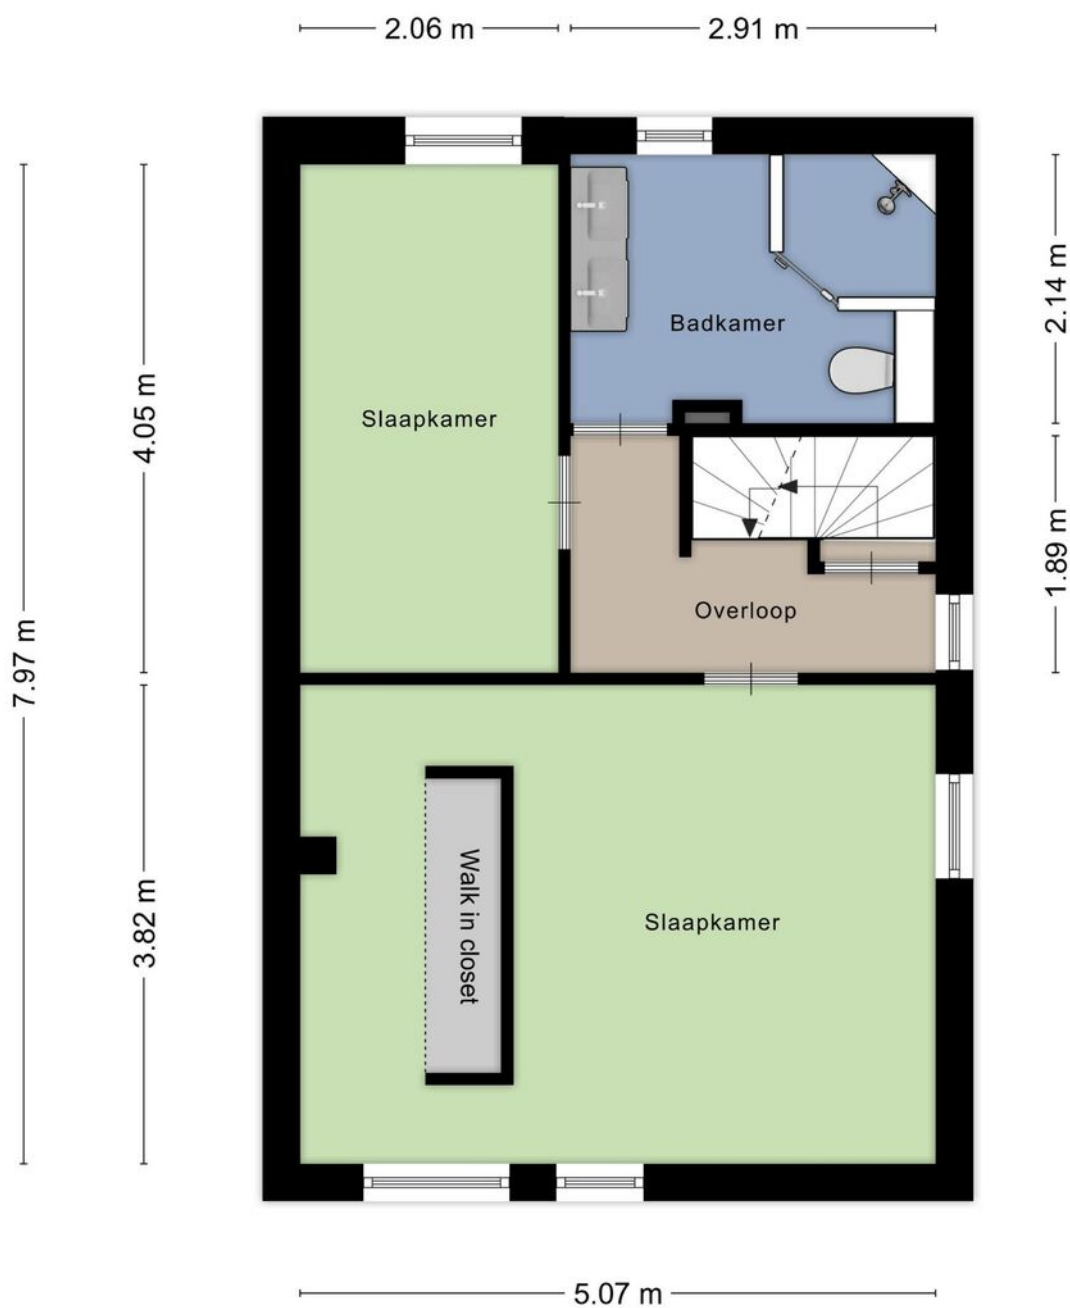 2.06 m
2.91 m
Badkamer
2.14 m
Slaapkamer
4.05 m
1.89 m
Overloop
7.97 m
Walk in closet
Slaapkamer
3.82 m
5.07 m